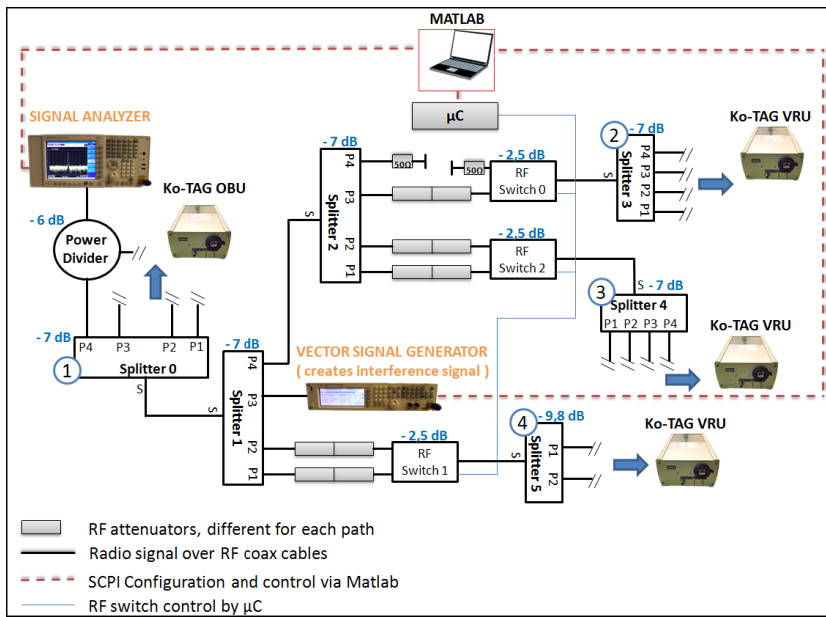 MATLAB
µC
SIGNAL ANALYZER
Ko-TAG OBU
- 6 dB
Power
Divider
- 7 dB
P4
P3
P2
P1
Splitter 0
1
S
S
- 7 dB
P4
P3
P2
P1
Splitter 1
S
- 7 dB
P4
P3
P2
P1
Splitter 2
50Ω
50Ω
- 2,5 dB
RF
Switch 0
- 2,5 dB
RF
Switch 2
S
2
- 7 dB
Splitter 3
P4
P3
P2
P1
Ko-TAG VRU
3
S
- 7 dB
Splitter 4
P1 P2 P3 P4
Ko-TAG VRU
VECTOR SIGNAL GENERATOR
( creates interference signal )
- 2,5 dB
RF
Switch 1
S
4
- 9,8 dB
Splitter 5
P1
P2
Ko-TAG VRU
RF attenuators, different for each path
Radio signal over RF coax cables
SCPI Configuration and control via Matlab
RF switch control by µC